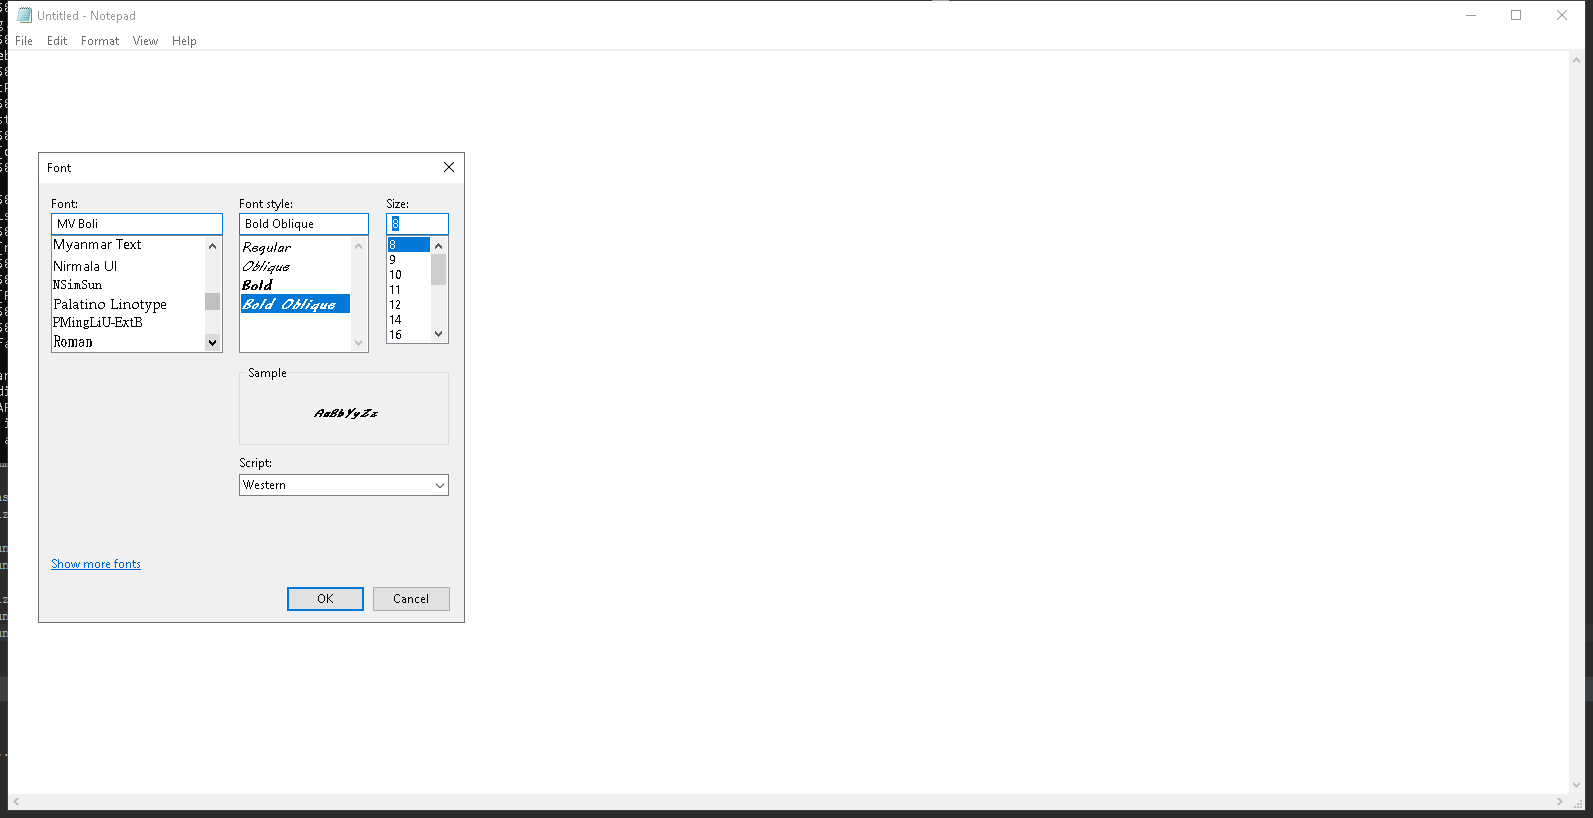 Untitled - Notepad
File Edit Format View Help
Font
Font: Font style: Size:
MV Boli Bold Oblique 8
Myanmar Text
Nirmala UI
NSimSun
Palatino Linotype
PMingLiU-ExtB
Roman
Regular
Oblique
Bold
Bold Oblique
8
9
10
11
12
14
16
Sample
AaBbYyZz
Script:
Western
Show more fonts
OK Cancel